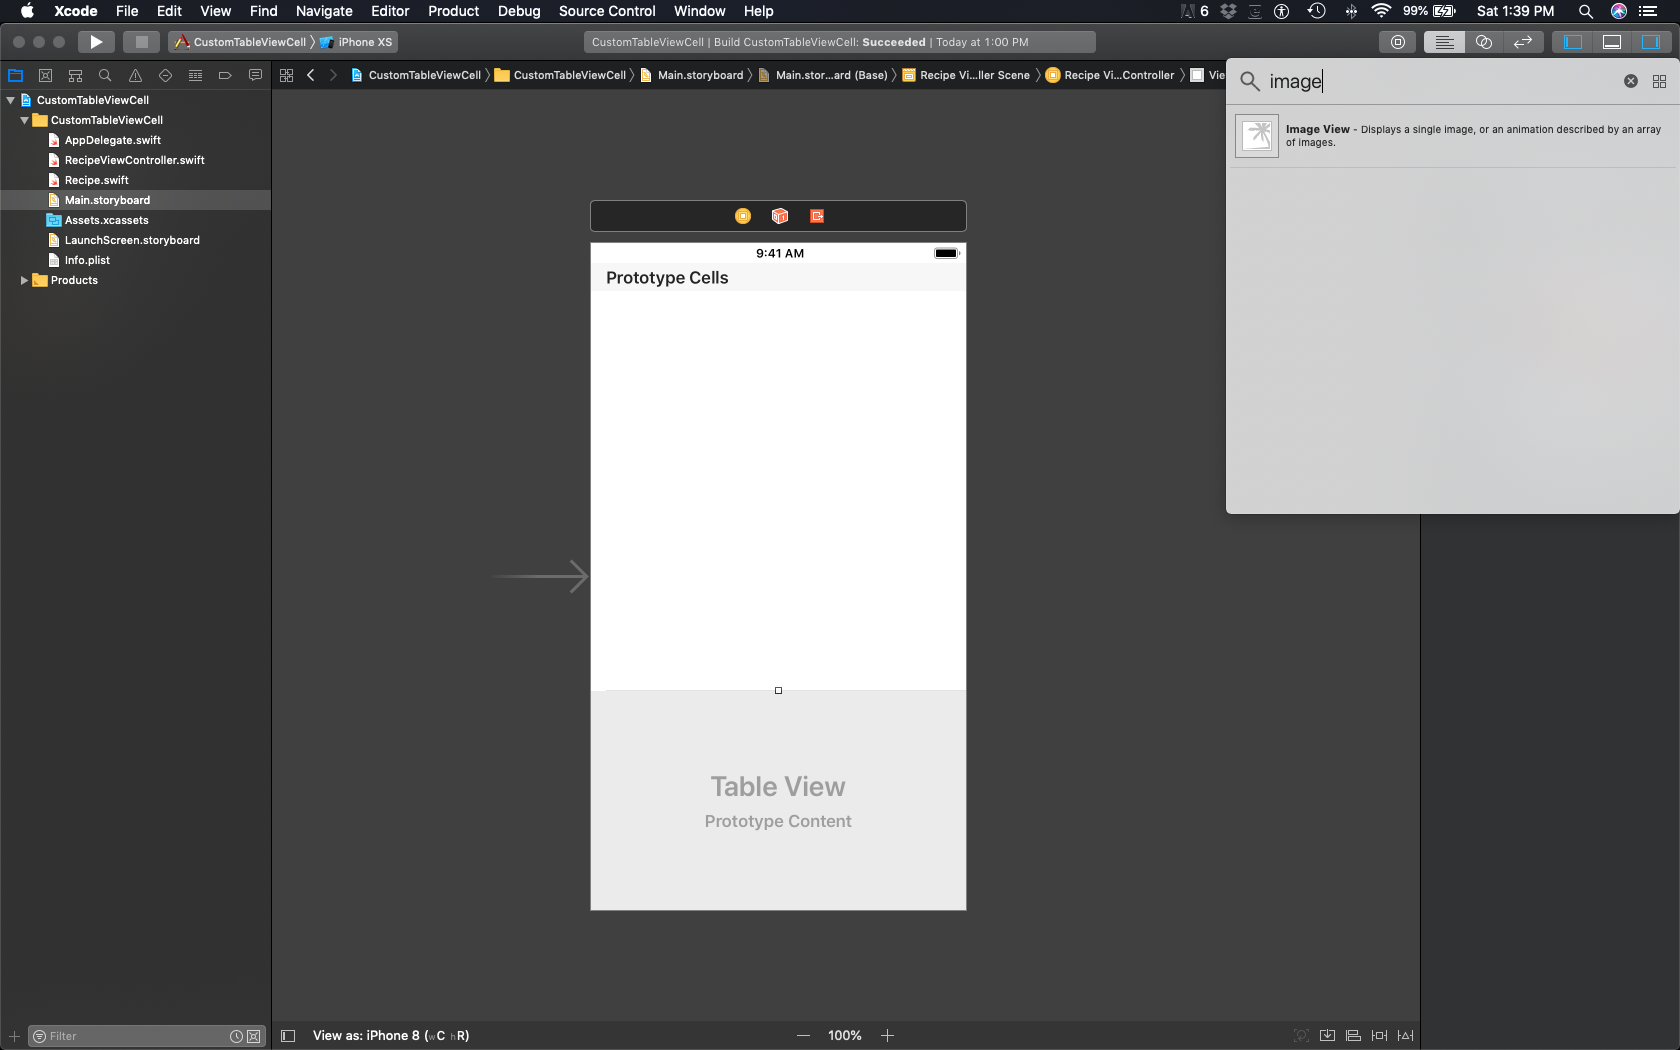 Xcode File Edit View Find Navigate Editor Product Debug Source Control Window Help
6
99%
Sat 1:39 PM
CustomTableViewCell iPhone XS
CustomTableViewCell | Build CustomTableViewCell: Succeeded | Today at 1:00 PM
CustomTableViewCell CustomTableViewCell Main.storyboard Main.stor...ard (Base) Recipe Vi...ller Scene Recipe Vi...Controller Vie
image
Image View - Displays a single image, or an animation described by an array
of images.
CustomTableViewCell
CustomTableViewCell
AppDelegate.swift
RecipeViewController.swift
Recipe.swift
Main.storyboard
Assets.xcassets
LaunchScreen.storyboard
Info.plist
Products
9:41 AM
Prototype Cells
Table View
Prototype Content
Filter
View as: iPhone 8 (wC hR)
100%